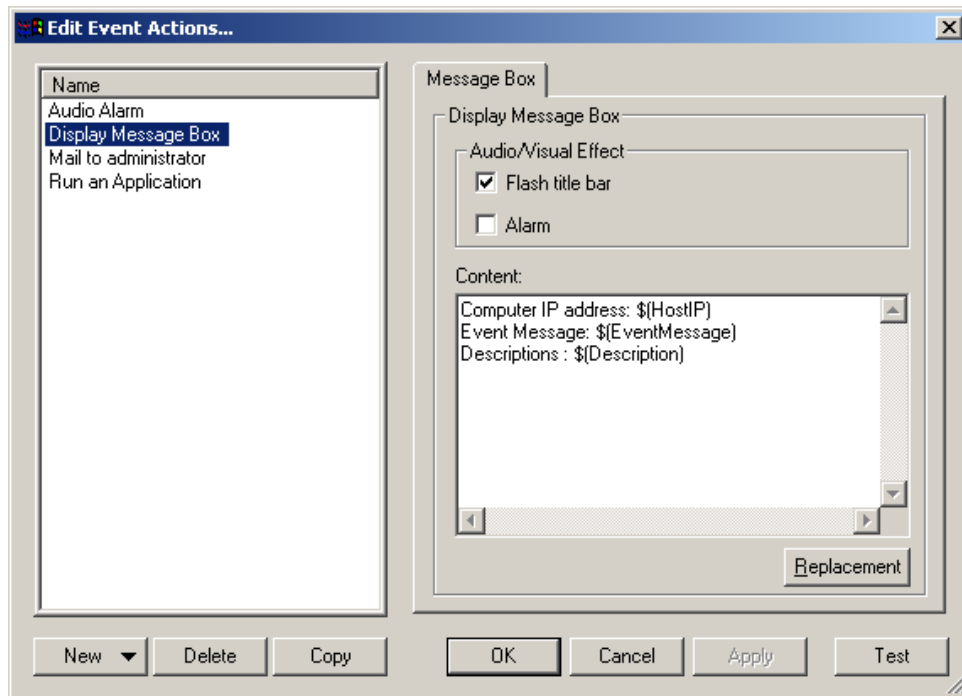 Edit Event Actions...
Name
Audio Alarm
Display Message Box
Mail to administrator
Run an Application
Message Box
Display Message Box
Audio/Visual Effect
Flash title bar
Alarm
Content:
Computer IP address: $(HostIP)
Event Message: $(EventMessage)
Descriptions : $(Description)
Replacement
New Delete Copy OK Cancel Apply Test